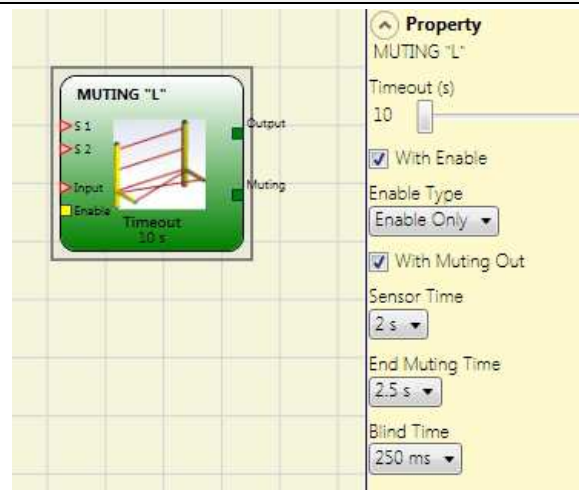 MUTING "L"
S 1
S 2
Input
Enable
Output
Muting
Timeout
10 s
Property
MUTING "L"
Timeout (s)
10
With Enable
Enable Type
Enable Only
With Muting Out
Sensor Time
2 s
End Muting Time
2.5 s
Blind Time
250 ms